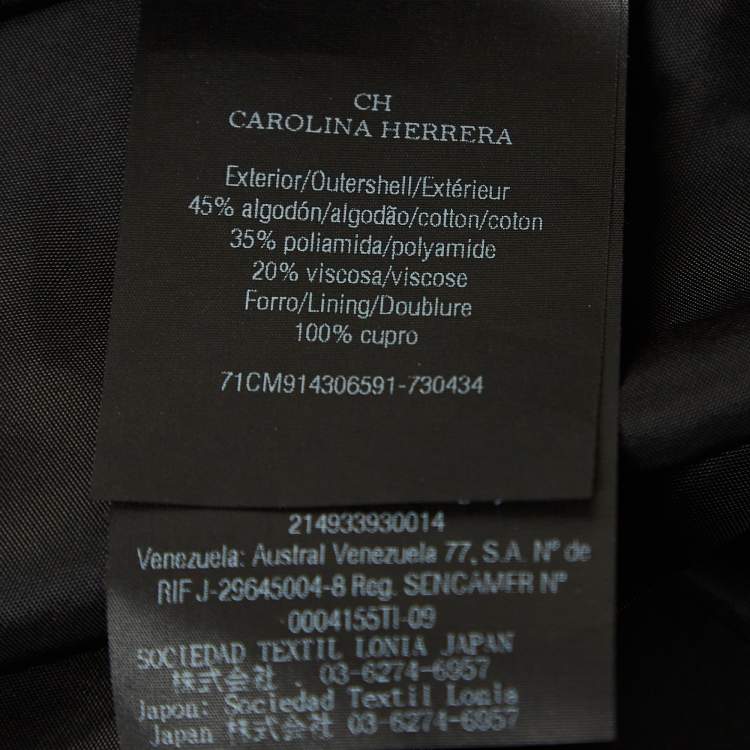 CH
CAROLINA HERRERA
Exterior/Outershell/Extérieur
45% algodón/algodão/cotton/coton
35% poliamida/polyamide
20% viscosa/viscose
Forro/Lining/Doublure
100% cupro
71CM914306591-730434
214933930014
Venezuela: Austral Venezuela 77, S.A. Nº de
RIF J-29645004-8 Reg. SENCAMER Nº
0004155TI-09
SOCIEDAD TEXTIL LONIA JAPAN
株式会社 . 03-6274-6957
Japon: Sociedad Textil Lonia
Japan 株式会社 03-6274-6957